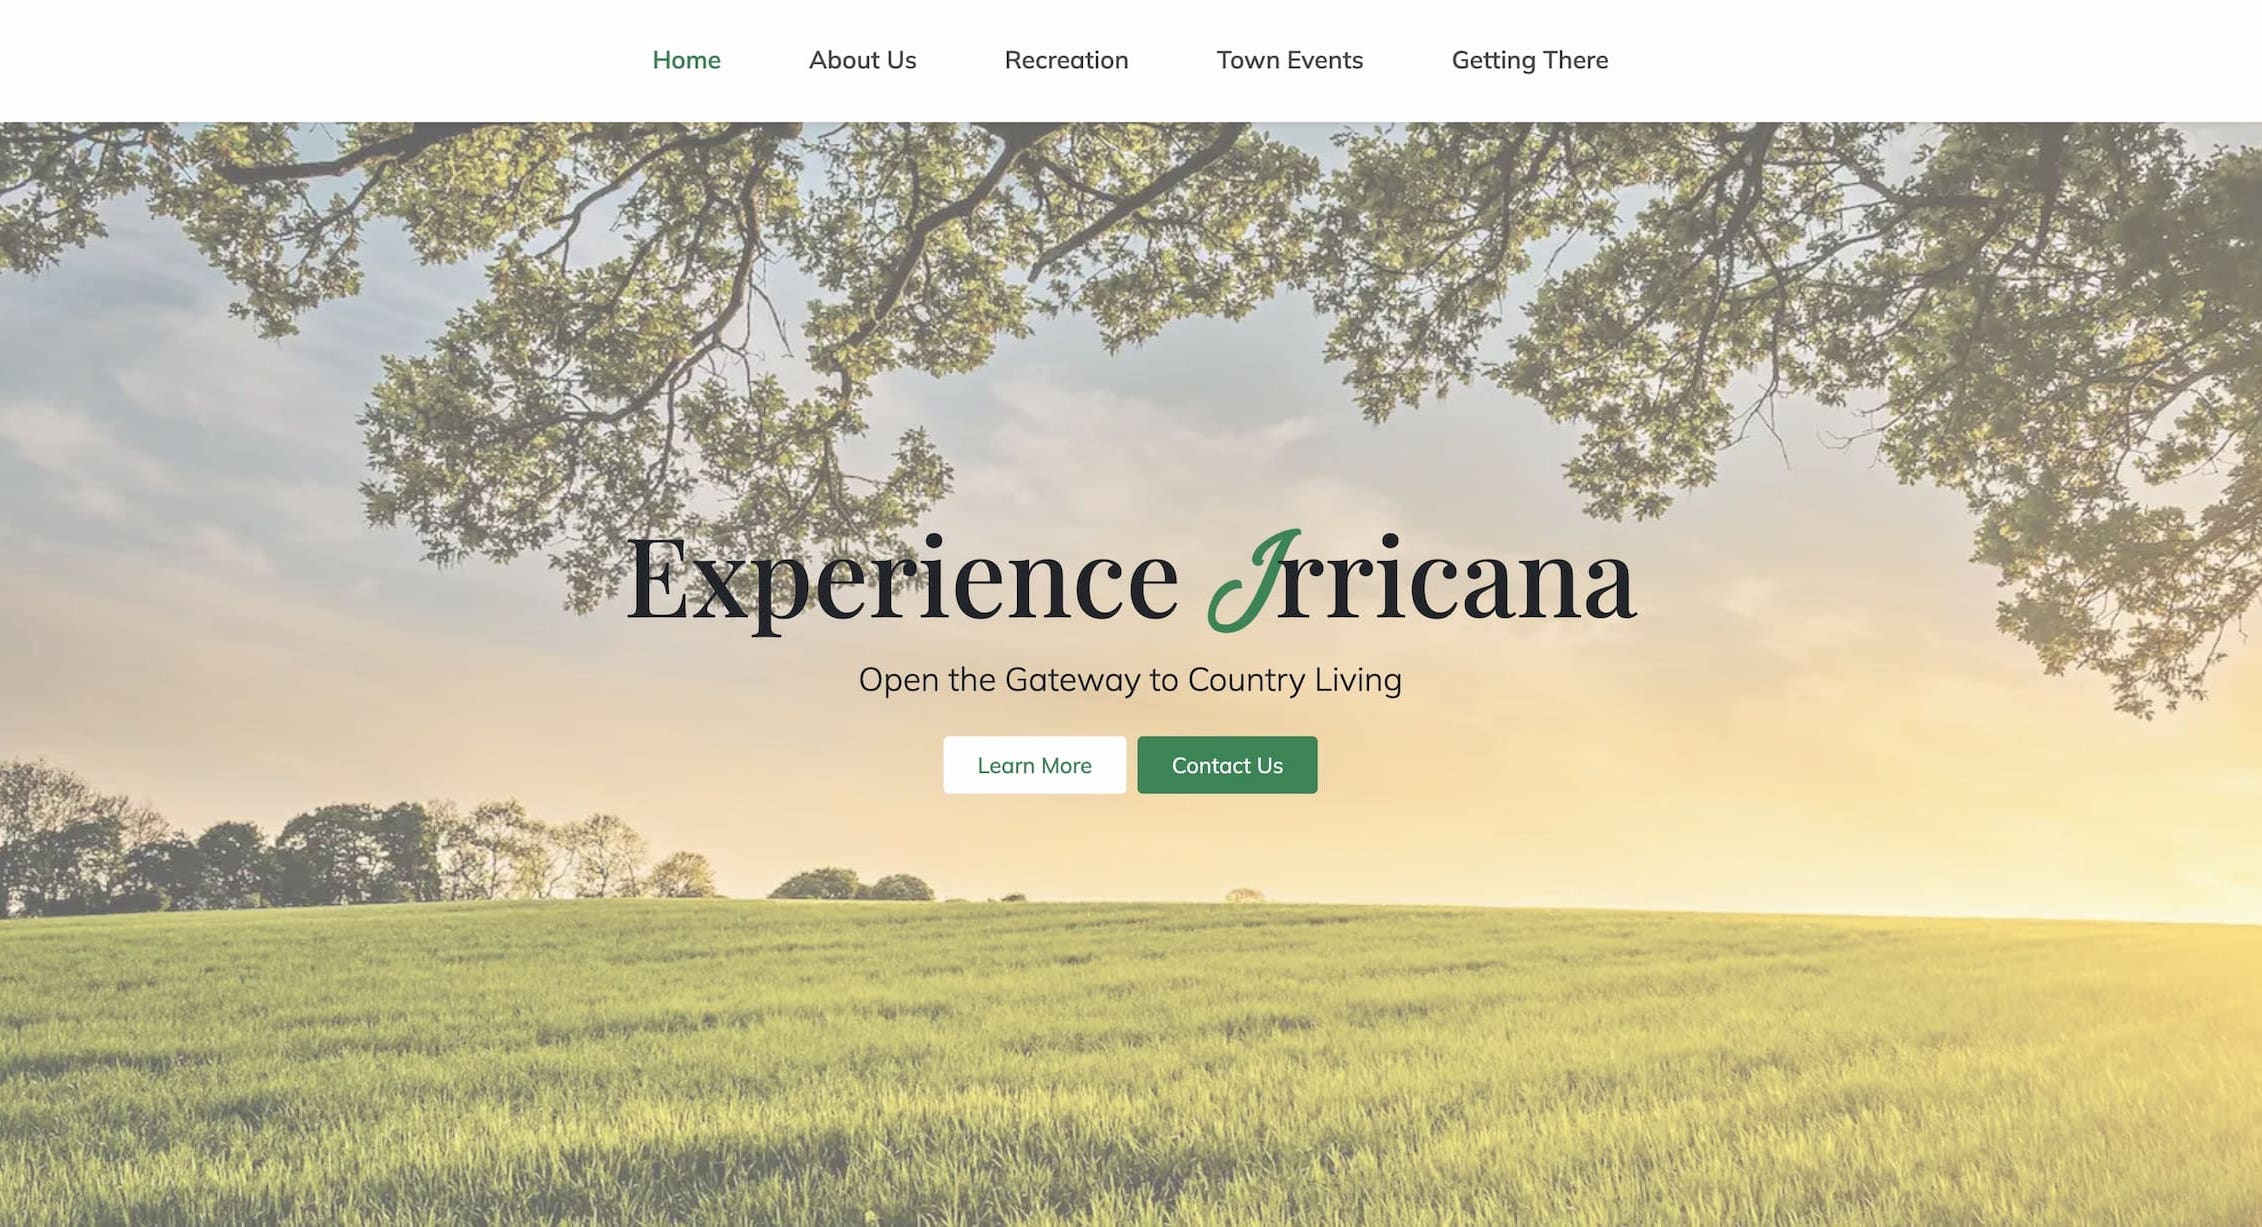 Home About Us Recreation Town Events Getting There
Experience Irricana
Open the Gateway to Country Living
Learn More Contact Us